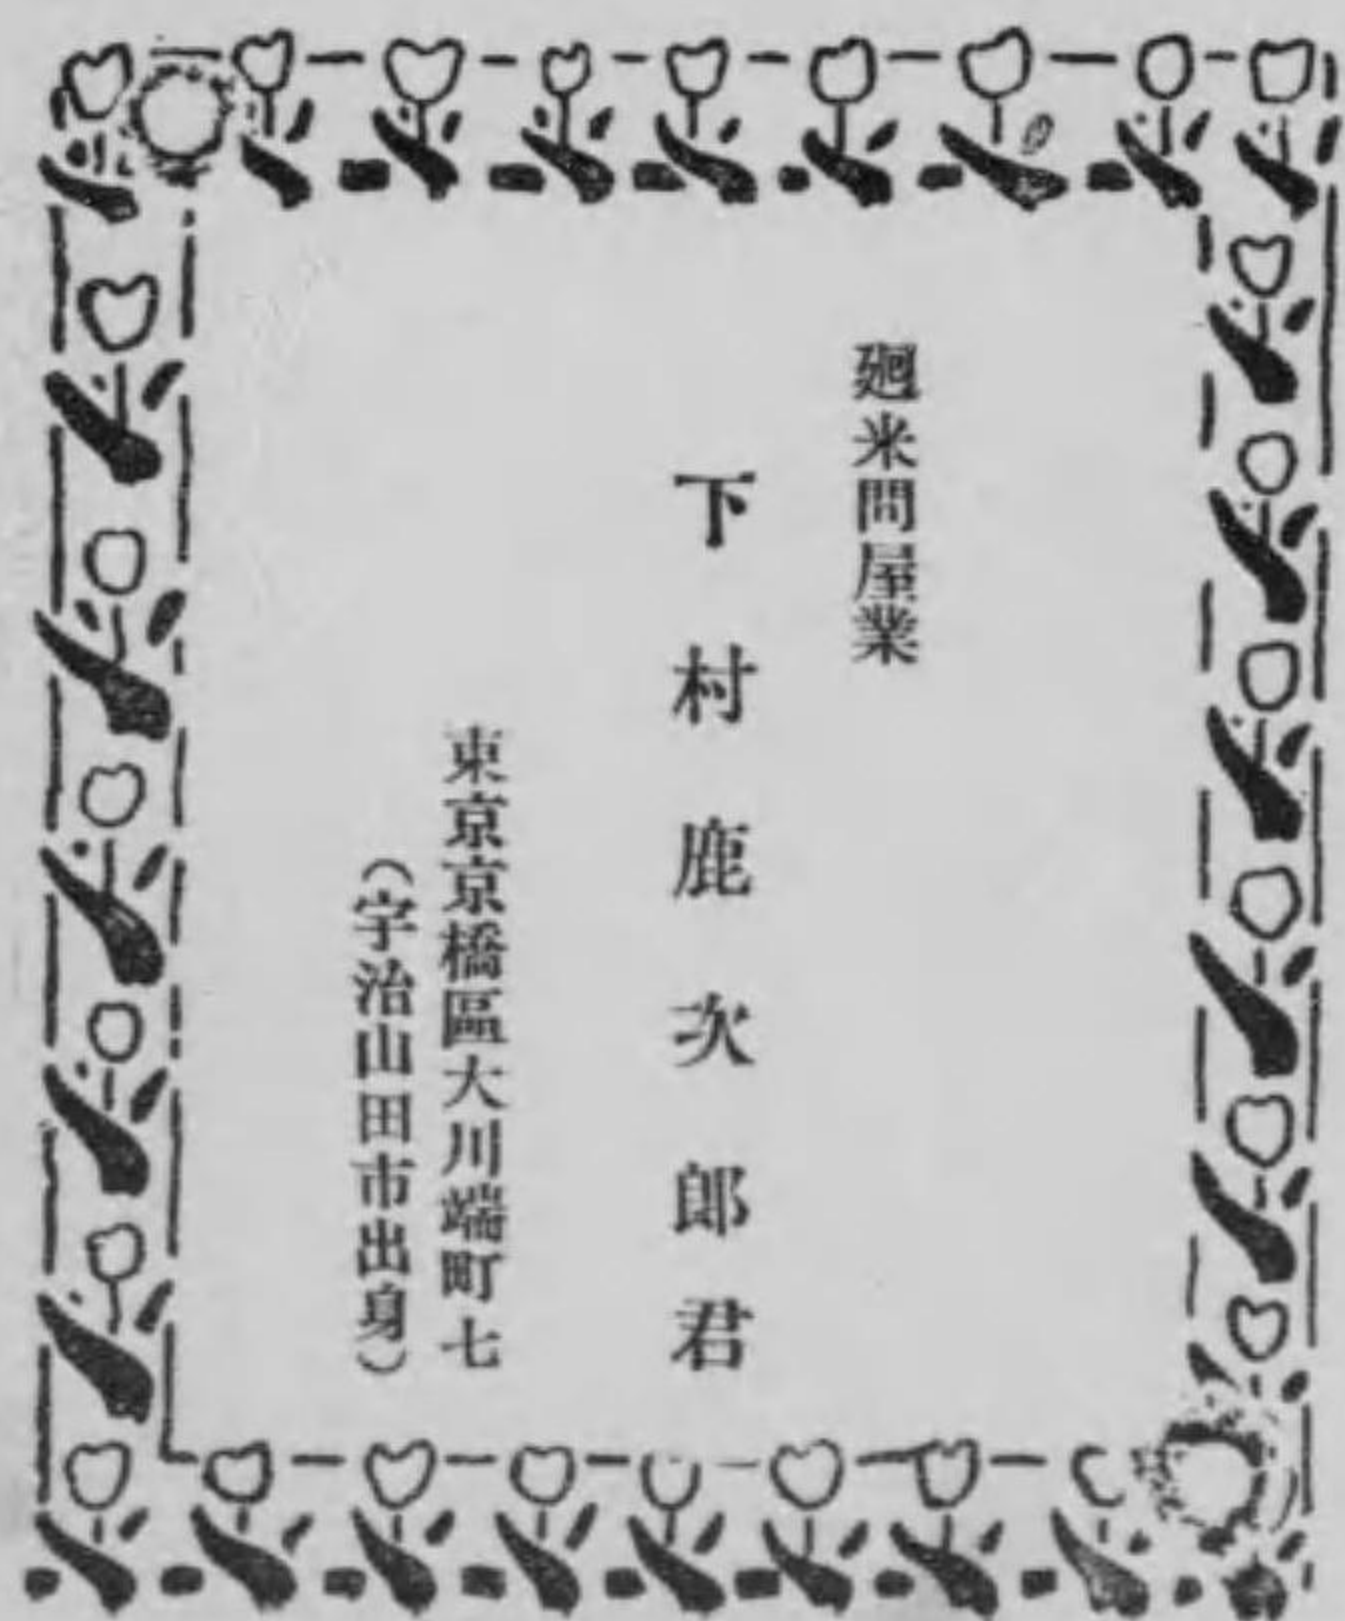 廻米問屋業
下村鹿次郎君
東京京橋區大川端町七
（宇治山田市出身）